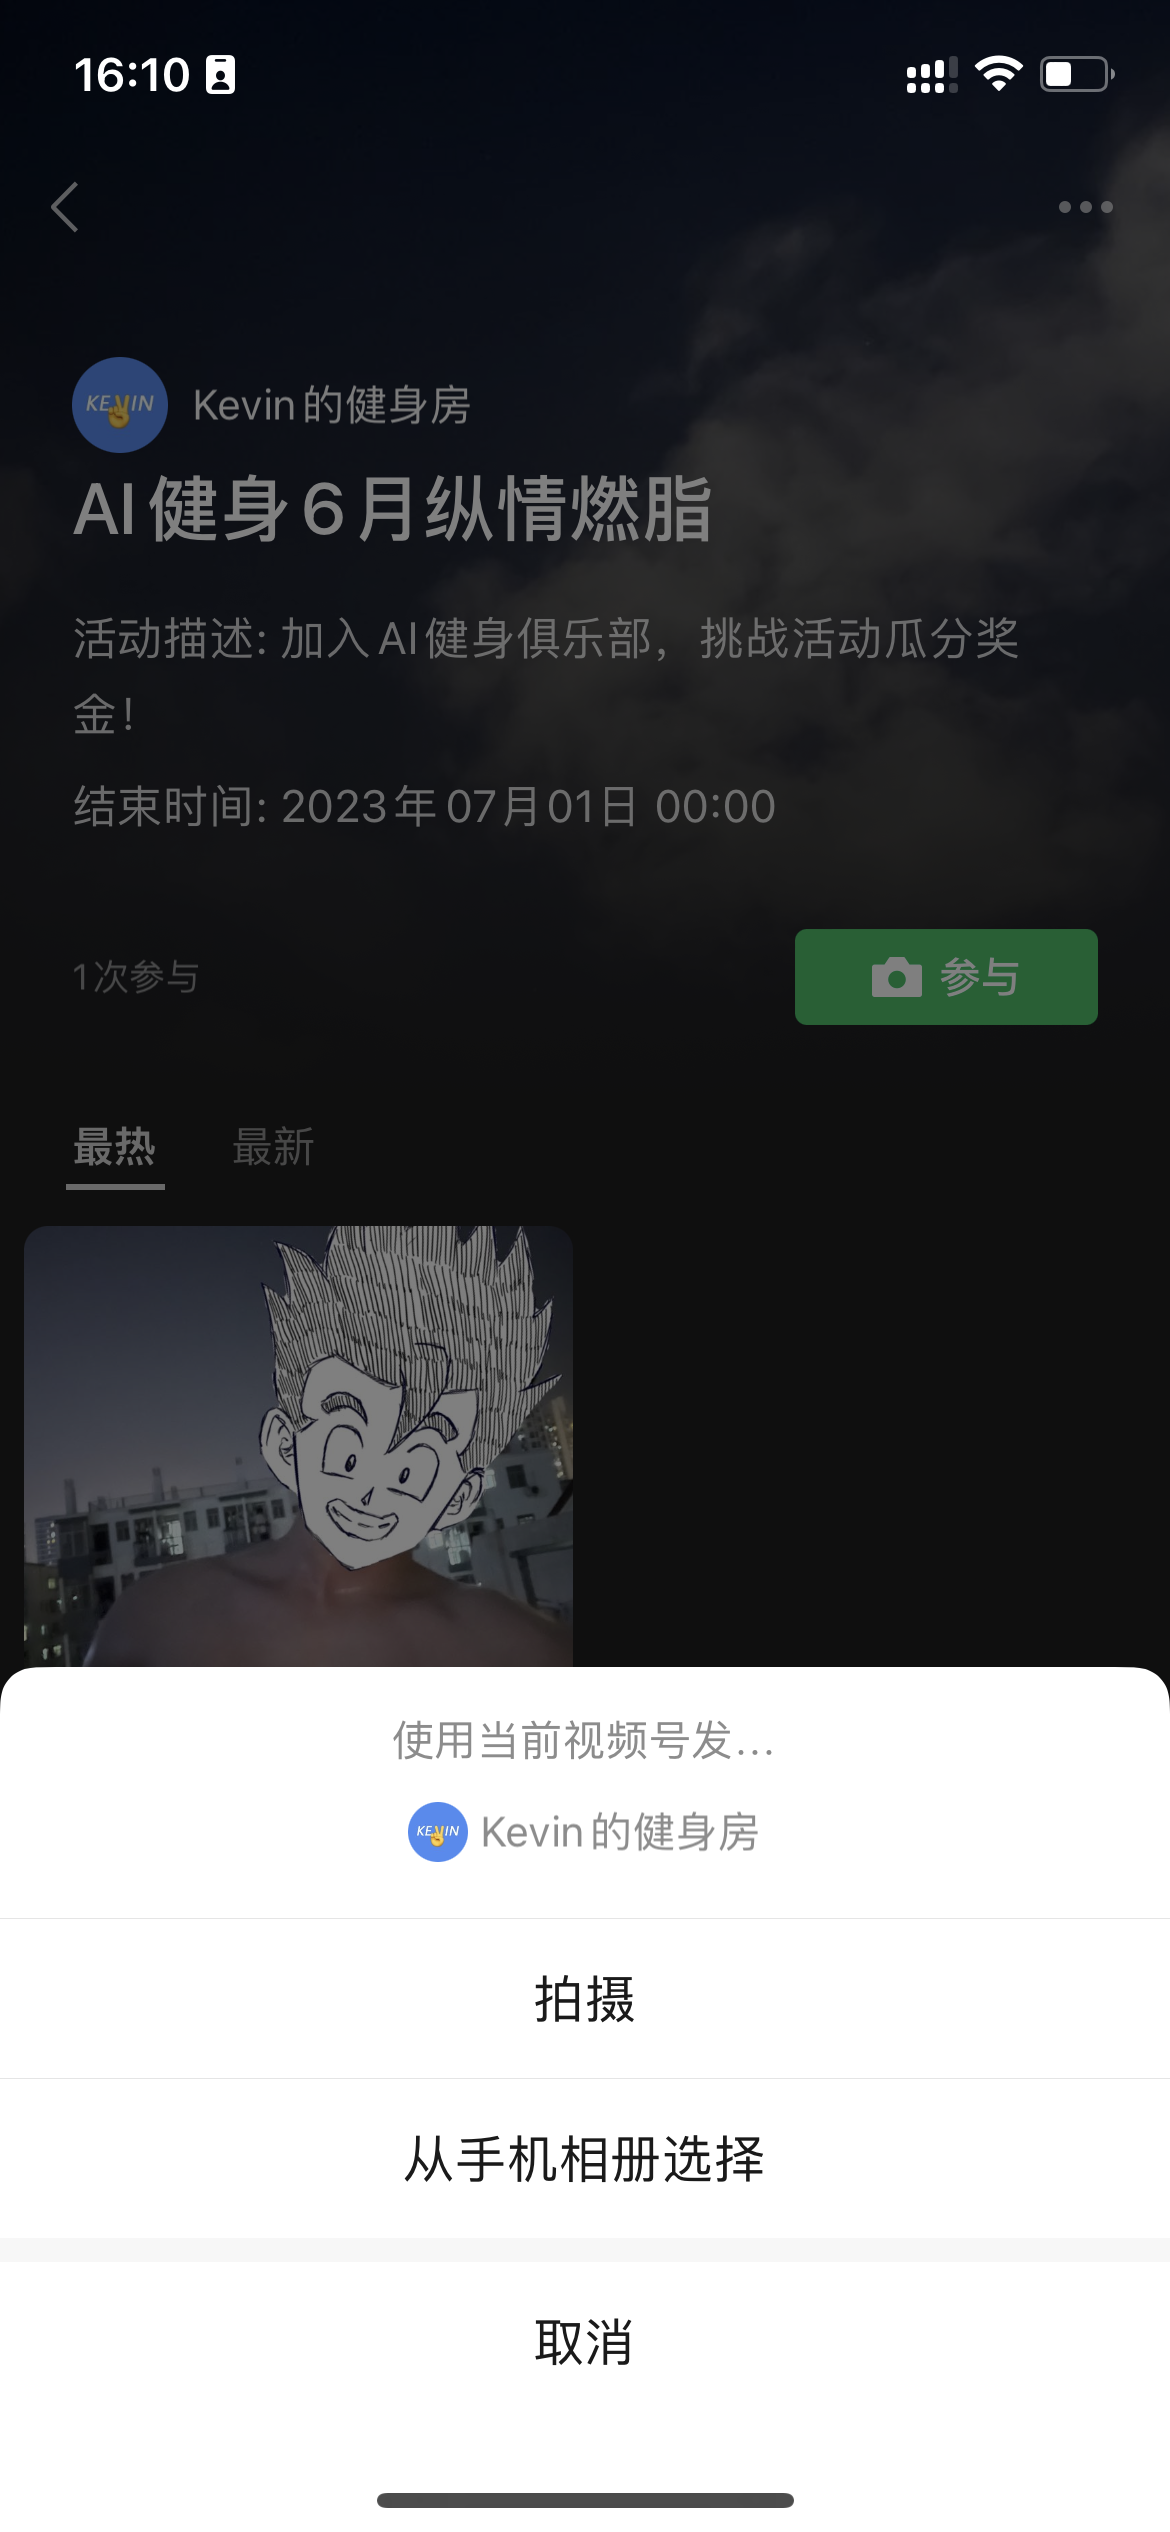 16:10
KEVIN
Kevin的健身房
AI健身6月纵情燃脂
活动描述: 加入AI健身俱乐部，挑战活动瓜分奖
金！
结束时间: 2023年07月01日 00:00
1次参与
参与
最热
最新
使用当前视频号发...
KEVIN
Kevin的健身房
拍摄
从手机相册选择
取消